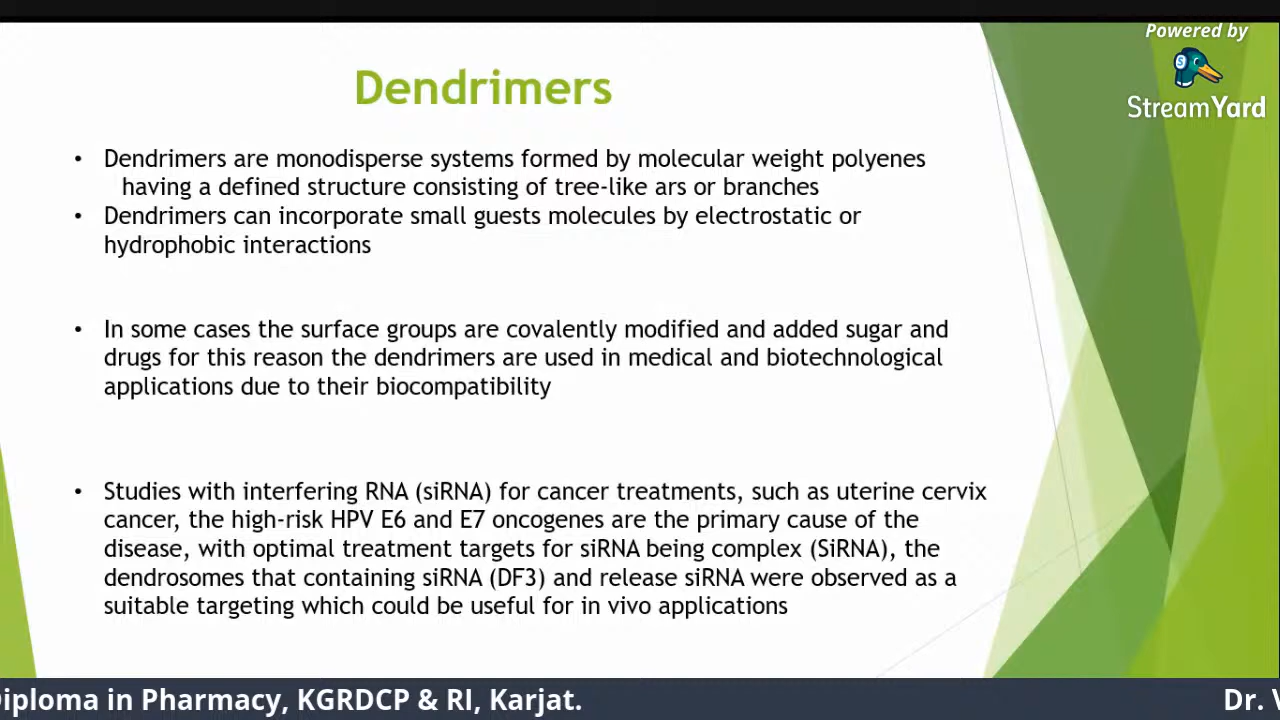 Powered by
StreamYard
Dendrimers
• Dendrimers are monodisperse systems formed by molecular weight polyenes
having a defined structure consisting of tree-like ars or branches
• Dendrimers can incorporate small guests molecules by electrostatic or
hydrophobic interactions
• In some cases the surface groups are covalently modified and added sugar and
drugs for this reason the dendrimers are used in medical and biotechnological
applications due to their biocompatibility
• Studies with interfering RNA (siRNA) for cancer treatments, such as uterine cervix
cancer, the high-risk HPV E6 and E7 oncogenes are the primary cause of the
disease, with optimal treatment targets for siRNA being complex (SiRNA), the
dendrosomes that containing siRNA (DF3) and release siRNA were observed as a
suitable targeting which could be useful for in vivo applications
Diploma in Pharmacy, KGRDCP & RI, Karjat.
Dr.